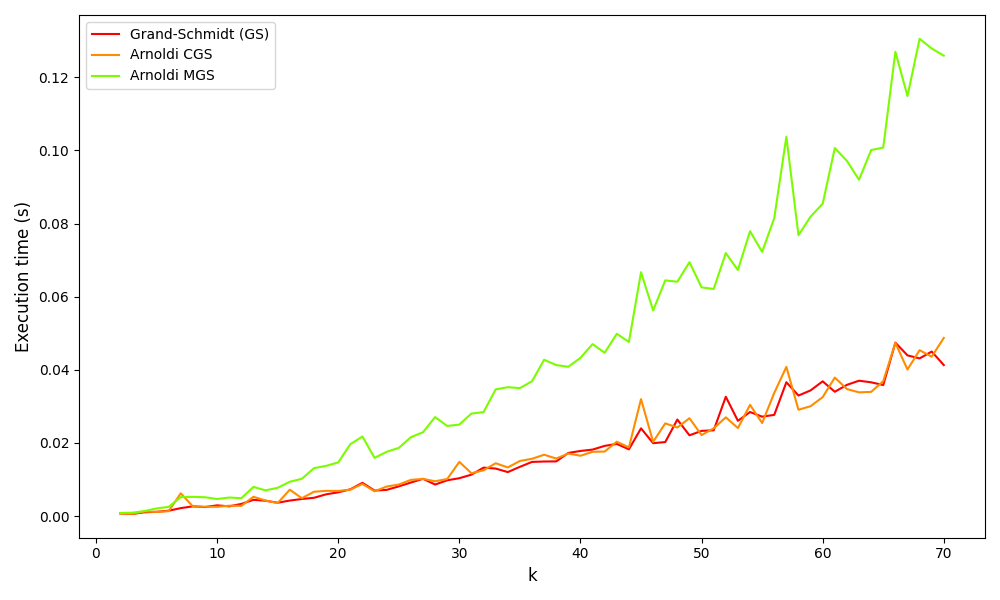 Grand-Schmidt (GS)
Arnoldi CGS
Arnoldi MGS
Execution time (s)
0.12
0.10
0.08
0.06
0.04
0.02
0.00
0 10 20 30 40 50 60 70
k